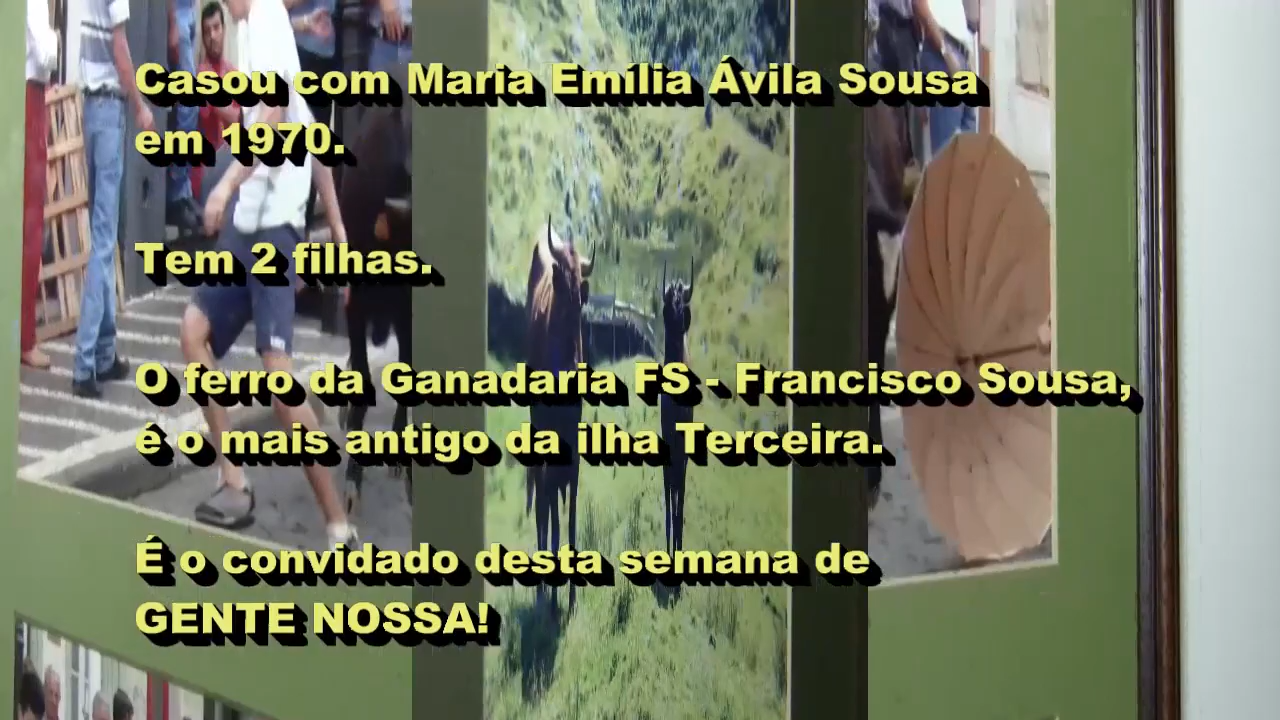 Casou com Maria Emília Ávila Sousa
em 1970.
Tem 2 filhas.
O ferro da Ganadaria FS - Francisco Sousa,
é o mais antigo da ilha Terceira.
É o convidado desta semana de
GENTE NOSSA!